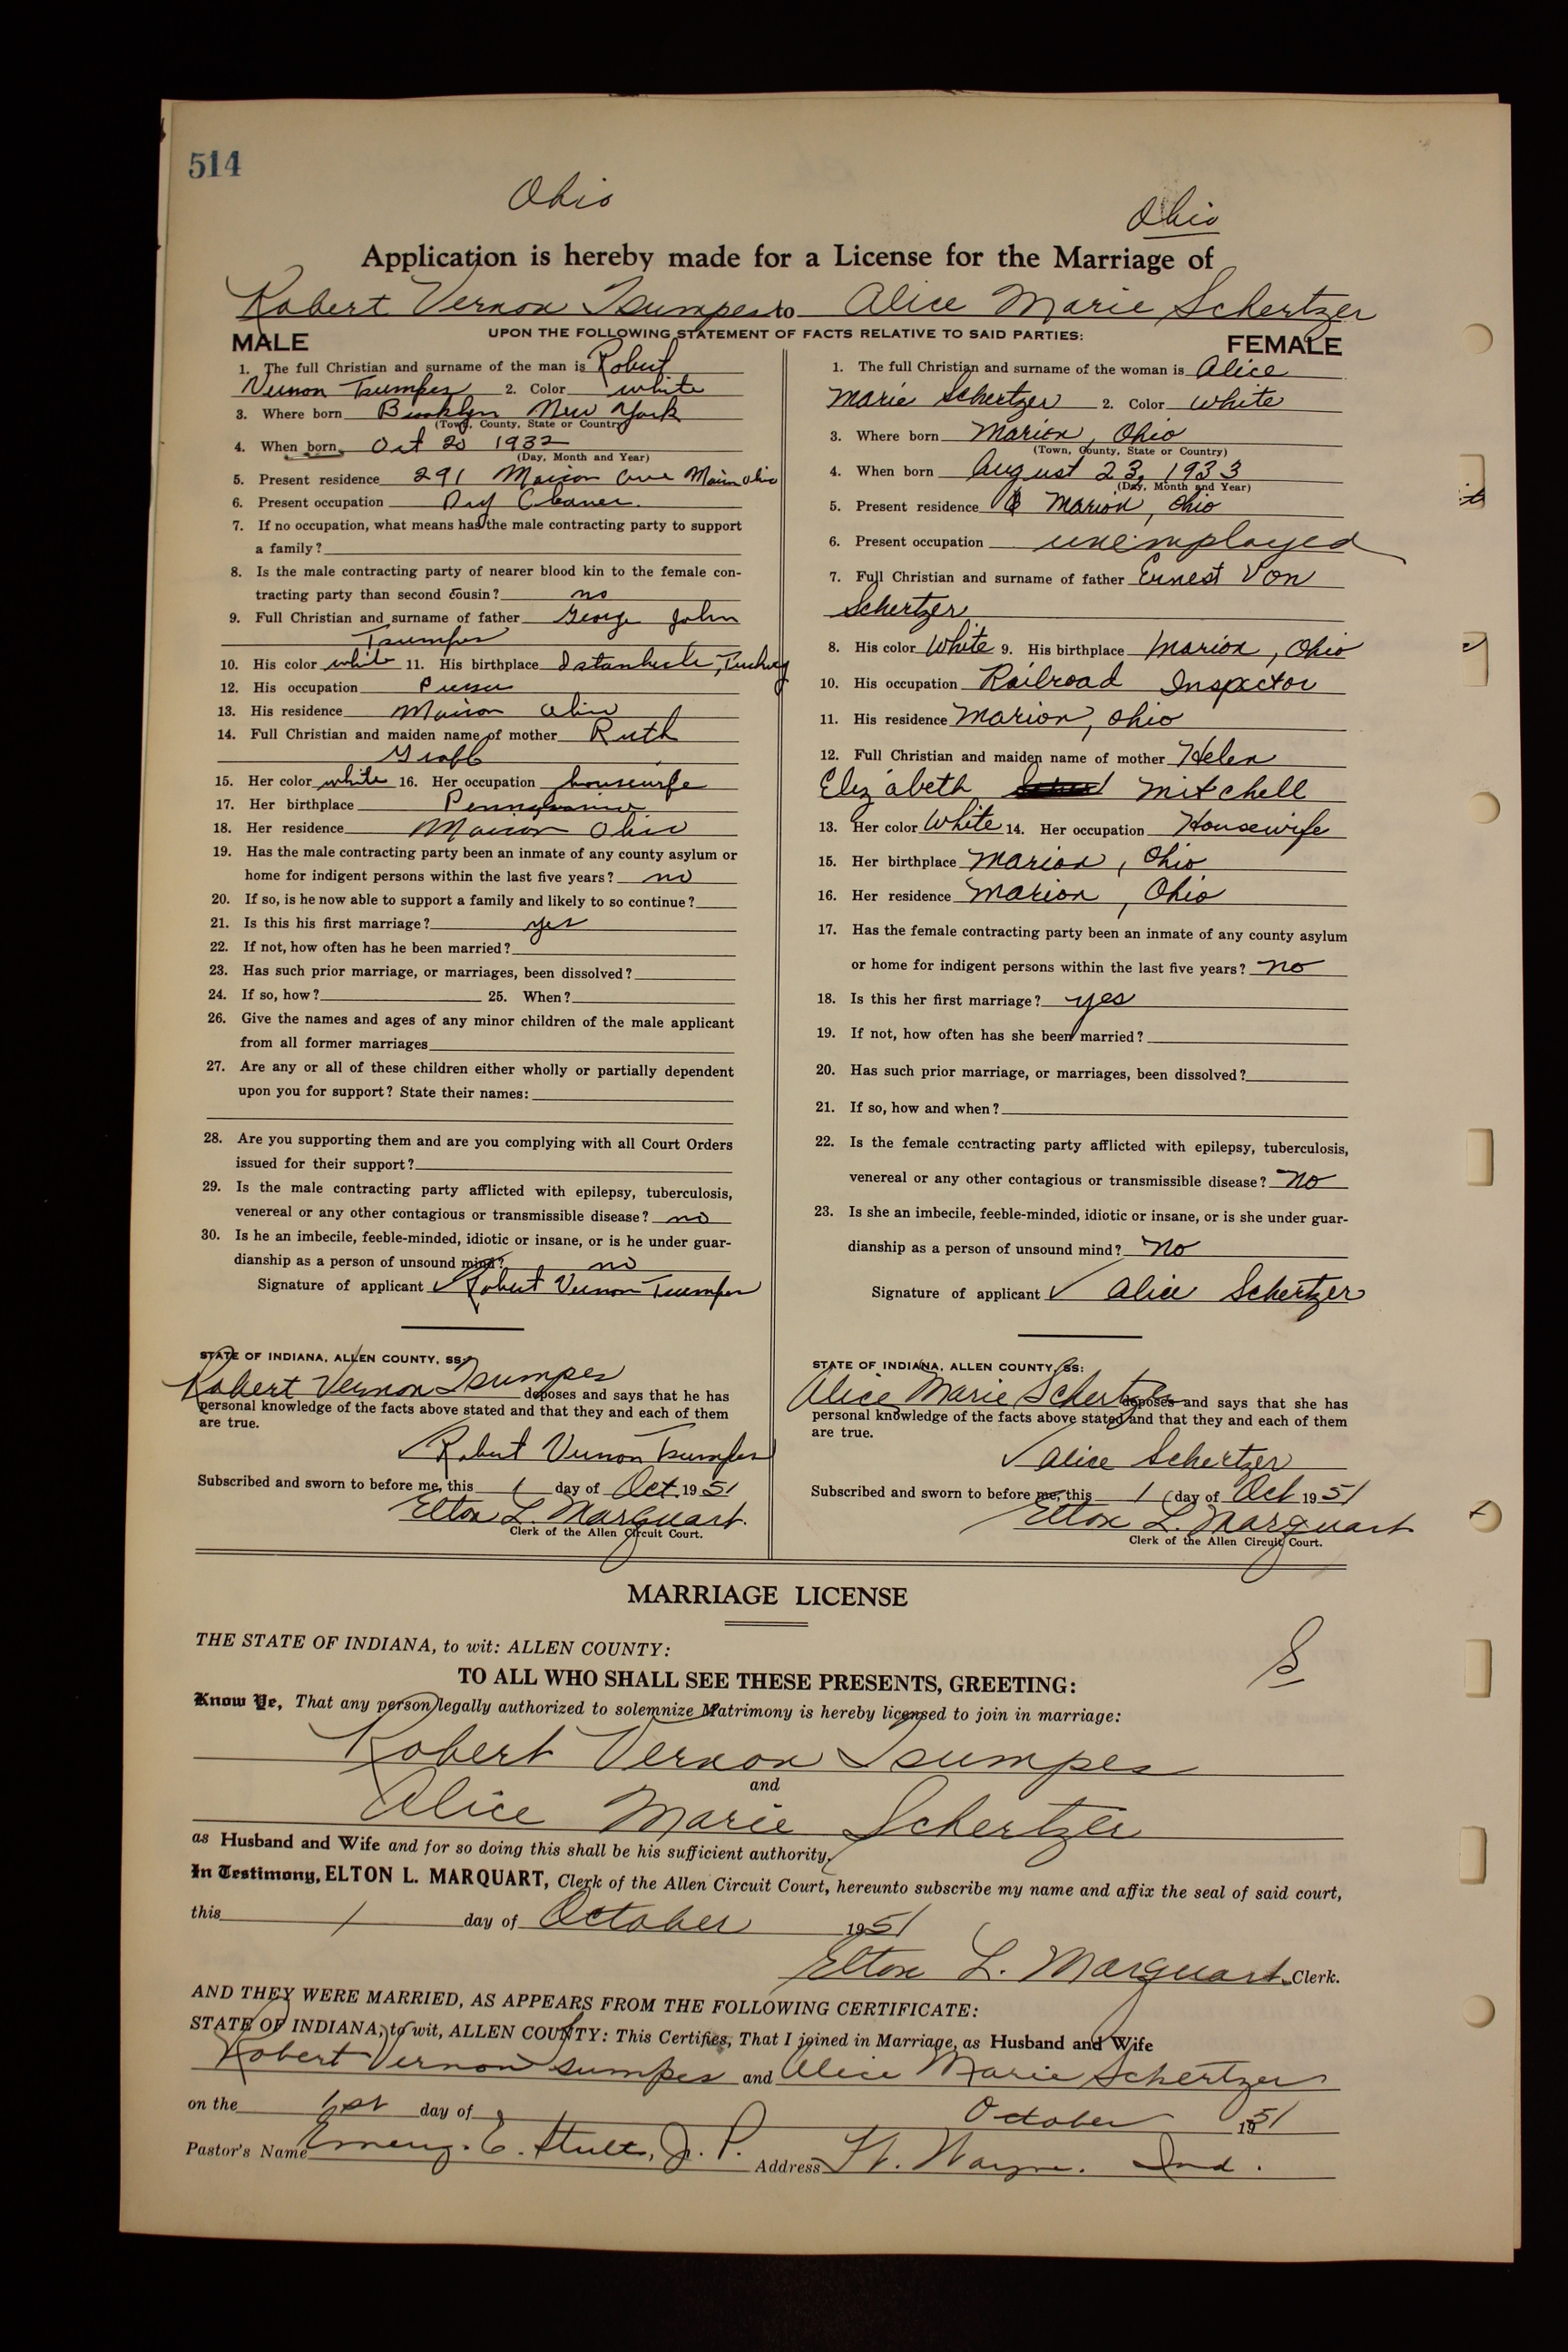 514
Ohio
Ohio
Application is hereby made for a License for the Marriage of
Robert Vernon Tsumpes to Alice Marie Schertzer
UPON THE FOLLOWING STATEMENT OF FACTS RELATIVE TO SAID PARTIES:
MALE
1. The full Christian and surname of the man is Robert
Vernon Tsumpes 2. Color white
3. Where born Brooklyn New York
(Town, County, State or Country)
4. When born Oct 20 1932
(Day, Month and Year)
5. Present residence 291 Marion Ave Marion Ohio
6. Present occupation Dry Cleaner.
7. If no occupation, what means has the male contracting party to support
a family?
8. Is the male contracting party of nearer blood kin to the female con-
tracting party than second cousin? no
9. Full Christian and surname of father George John
Tsumpes
10. His color white 11. His birthplace Istanbule, Turkey
12. His occupation
13. His residence Marion Ohio
14. Full Christian and maiden name of mother Ruth
15. Her color white 16. Her occupation housewife
17. Her birthplace Pennsylvania
18. Her residence Marion Ohio
19. Has the male contracting party been an inmate of any county asylum or
home for indigent persons within the last five years? no
20. If so, is he now able to support a family and likely to so continue?
21. Is this his first marriage? yes
22. If not, how often has he been married?
23. Has such prior marriage, or marriages, been dissolved?
24. If so, how? 25. When?
26. Give the names and ages of any minor children of the male applicant
from all former marriages
27. Are any or all of these children either wholly or partially dependent
upon you for support? State their names:
28. Are you supporting them and are you complying with all Court Orders
issued for their support?
29. Is the male contracting party afflicted with epilepsy, tuberculosis,
venereal or any other contagious or transmissible disease? no
30. Is he an imbecile, feeble-minded, idiotic or insane, or is he under guar-
dianship as a person of unsound mind? no
Signature of applicant ✓ Robert Vernon Tsumpes
STATE OF INDIANA, ALLEN COUNTY, SS:
Robert Vernon Tsumpes deposes and says that he has
personal knowledge of the facts above stated and that they and each of them
are true.
✓ Robert Vernon Tsumpes
Subscribed and sworn to before me, this 1 day of Oct. 1951
Elton L. Marquart.
Clerk of the Allen Circuit Court.
FEMALE
1. The full Christian and surname of the woman is Alice
Marie Schertzer 2. Color White
3. Where born Marion, Ohio
(Town, County, State or Country)
4. When born August 23, 1933
(Day, Month and Year)
5. Present residence Marion, Ohio
6. Present occupation unemployed
7. Full Christian and surname of father Ernest Von
Schertzer
8. His color White 9. His birthplace Marion, Ohio
10. His occupation Railroad Inspector
11. His residence Marion, Ohio
12. Full Christian and maiden name of mother Helen
Elizabeth Mitchell
13. Her color White 14. Her occupation Housewife
15. Her birthplace Marion, Ohio
16. Her residence Marion, Ohio
17. Has the female contracting party been an inmate of any county asylum
or home for indigent persons within the last five years? no
18. Is this her first marriage? yes
19. If not, how often has she been married?
20. Has such prior marriage, or marriages, been dissolved?
21. If so, how and when?
22. Is the female contracting party afflicted with epilepsy, tuberculosis,
venereal or any other contagious or transmissible disease? no
23. Is she an imbecile, feeble-minded, idiotic or insane, or is she under guar-
dianship as a person of unsound mind? no
Signature of applicant ✓ Alice Schertzer
STATE OF INDIANA, ALLEN COUNTY, SS:
Alice Marie Schertzer deposes and says that she has
personal knowledge of the facts above stated and that they and each of them
are true.
✓ Alice Schertzer
Subscribed and sworn to before me, this 1 day of Oct 1951
Elton L. Marquart
Clerk of the Allen Circuit Court.
MARRIAGE LICENSE
THE STATE OF INDIANA, to wit: ALLEN COUNTY:
S
TO ALL WHO SHALL SEE THESE PRESENTS, GREETING:
Know Ye, That any person legally authorized to solemnize Matrimony is hereby licensed to join in marriage:
Robert Vernon Tsumpes
and
Alice Marie Schertzer
as Husband and Wife and for so doing this shall be his sufficient authority.
In Testimony, ELTON L. MARQUART, Clerk of the Allen Circuit Court, hereunto subscribe my name and affix the seal of said court,
this 1 day of October 1951
Elton L. Marquart Clerk.
AND THEY WERE MARRIED, AS APPEARS FROM THE FOLLOWING CERTIFICATE:
STATE OF INDIANA, to wit, ALLEN COUNTY: This Certifies, That I joined in Marriage, as Husband and Wife
Robert Vernon Tsumpes and Alice Marie Schertzer
on the 1st day of October 1951
Pastor's Name Emery. E. Stults, J. P. Address Ft. Wayne. Ind.